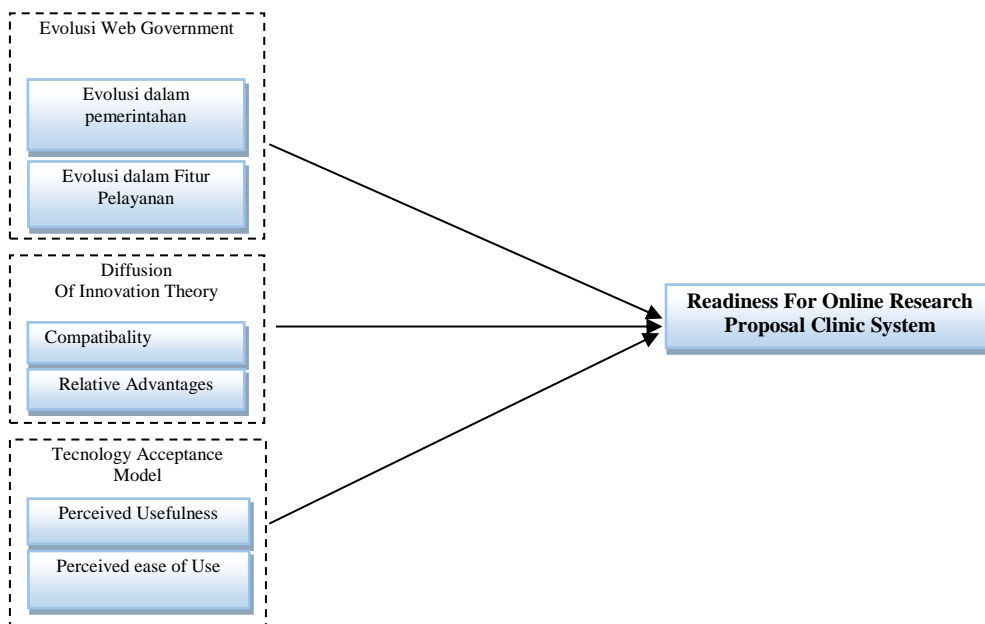 Evolusi Web Government
Evolusi dalam
pemerintahan
Evolusi dalam Fitur
Pelayanan
Diffusion
Of Innovation Theory
Compatibality
Relative Advantages
Tecnology Acceptance
Model
Perceived Usefulness
Perceived ease of Use
Readiness For Online Research
Proposal Clinic System